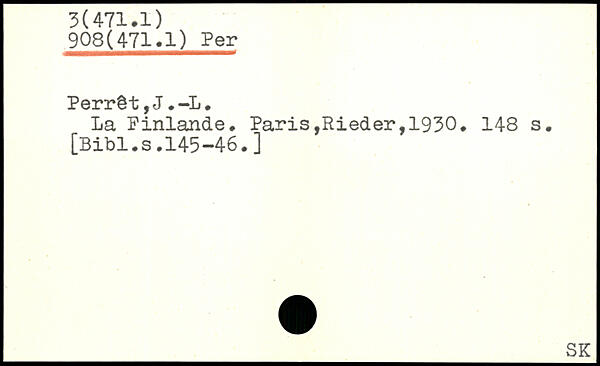 3(471.1)
908(471.1) Per
Perrêt,J.-L.
La Finlande. Paris,Rieder,1930. 148 s.
[Bibl.s.145-46.]
SK